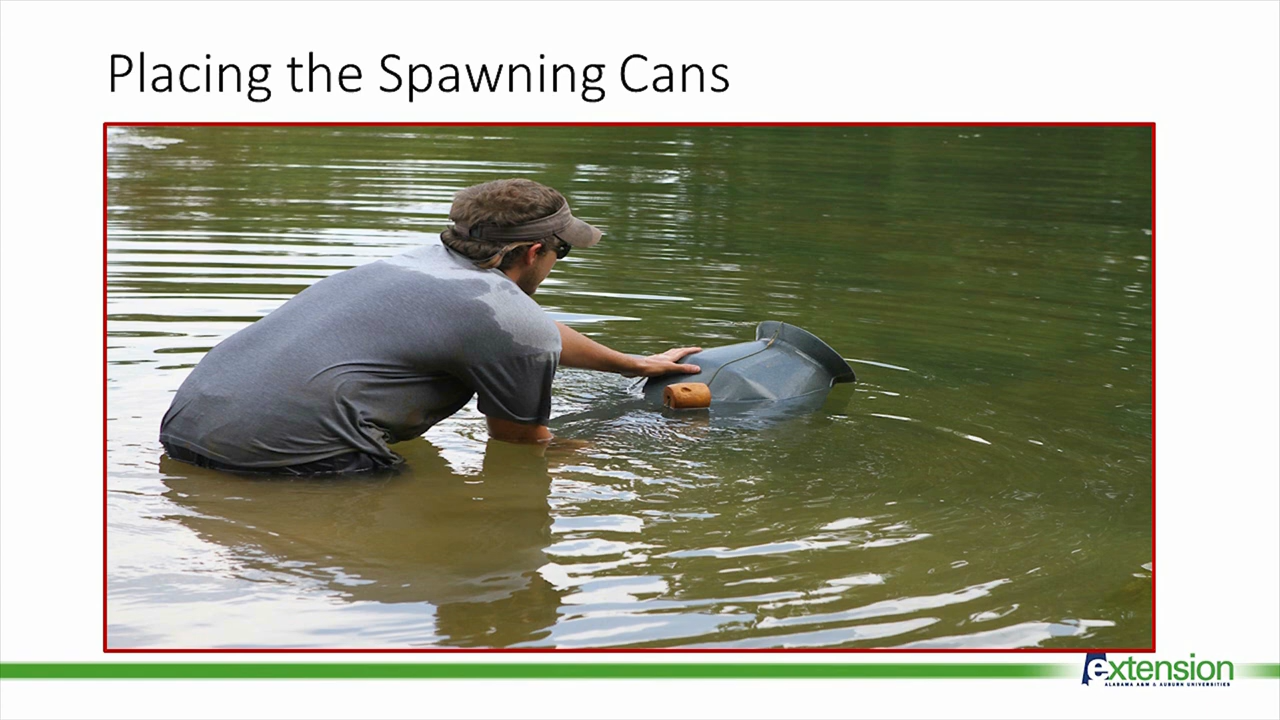 Placing the Spawning Cans
extension
ALABAMA A&M & AUBURN UNIVERSITIES